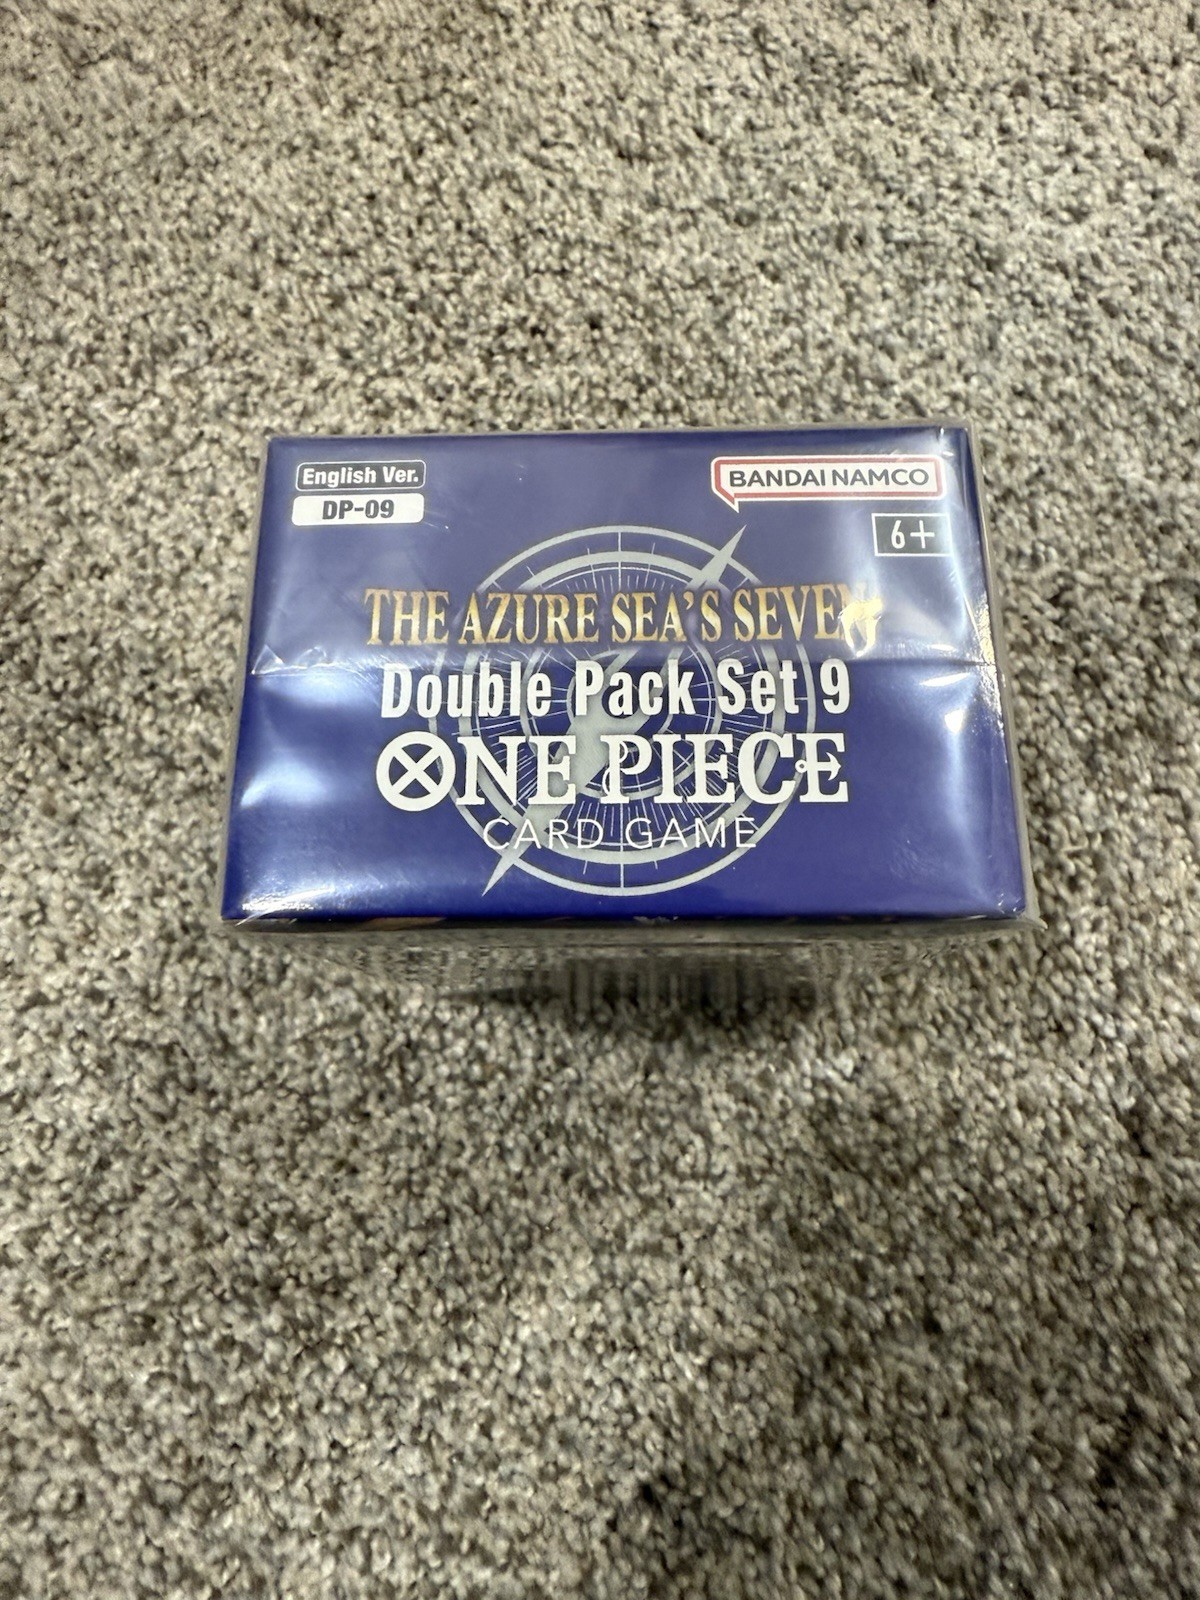 English Ver.
DP-09
BANDAI NAMCO
6+
THE AZURE SEA'S SEVEN
Double Pack Set 9
ONE PIECE
CARD GAME